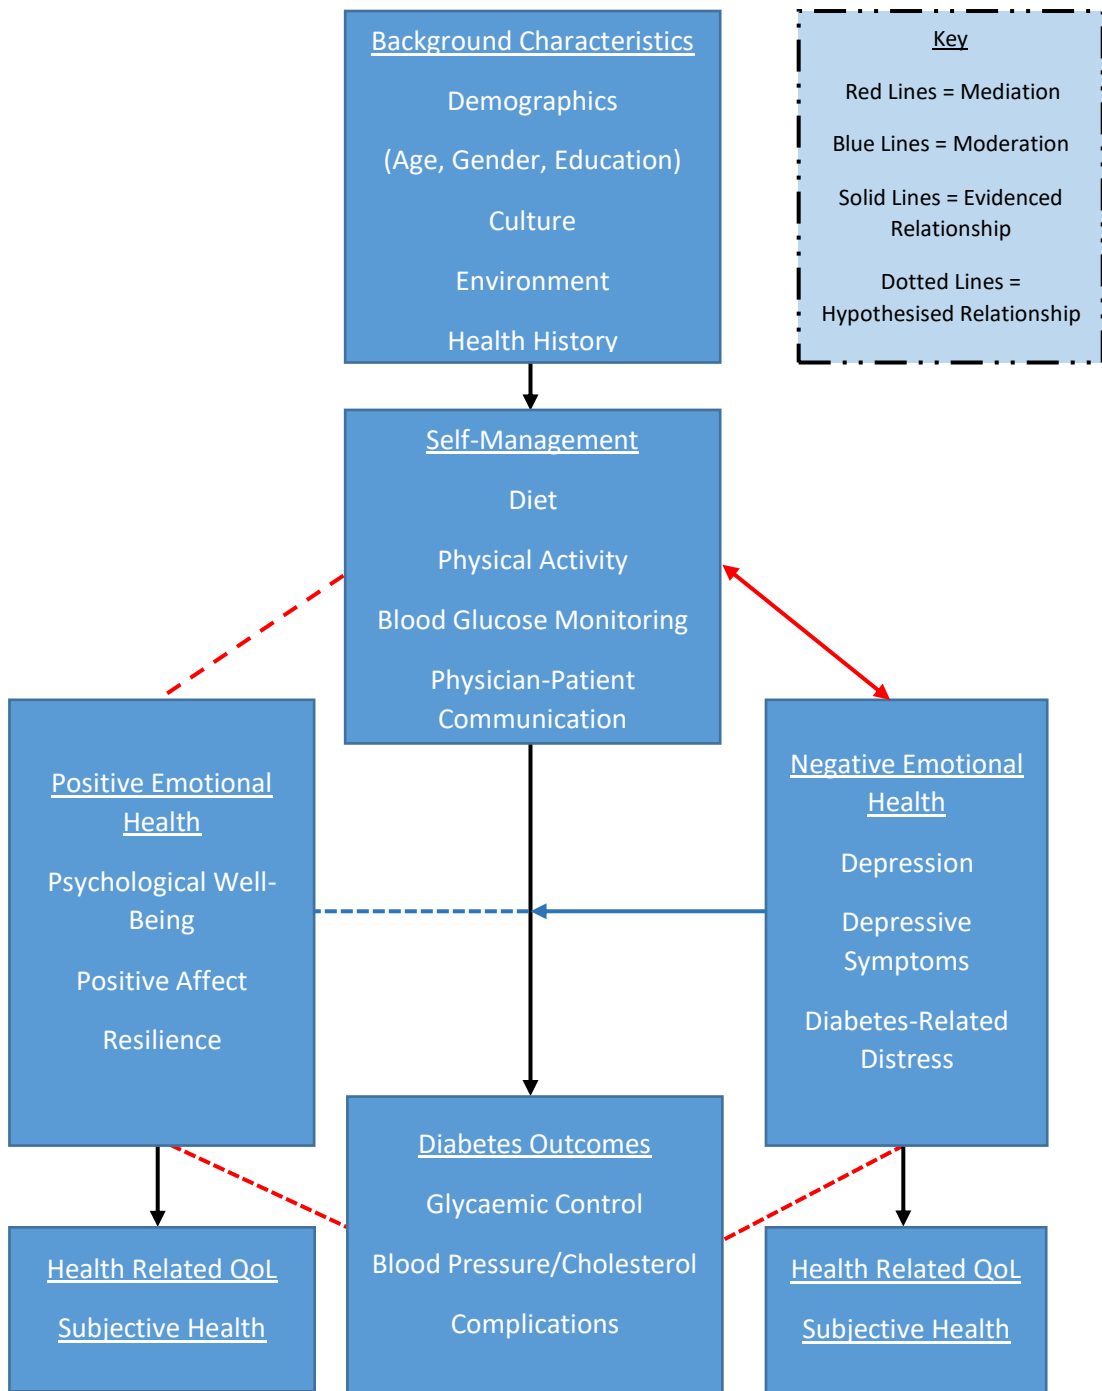 Background Characteristics
Demographics
(Age, Gender, Education)
Culture
Environment
Health History
Key
Red Lines = Mediation
Blue Lines = Moderation
Solid Lines = Evidenced
Relationship
Dotted Lines =
Hypothesised Relationship
Self-Management
Diet
Physical Activity
Blood Glucose Monitoring
Physician-Patient
Communication
Positive Emotional
Health
Psychological Well-
Being
Positive Affect
Resilience
Negative Emotional
Health
Depression
Depressive
Symptoms
Diabetes-Related
Distress
Diabetes Outcomes
Glycaemic Control
Blood Pressure/Cholesterol
Complications
Health Related QoL
Subjective Health
Health Related QoL
Subjective Health